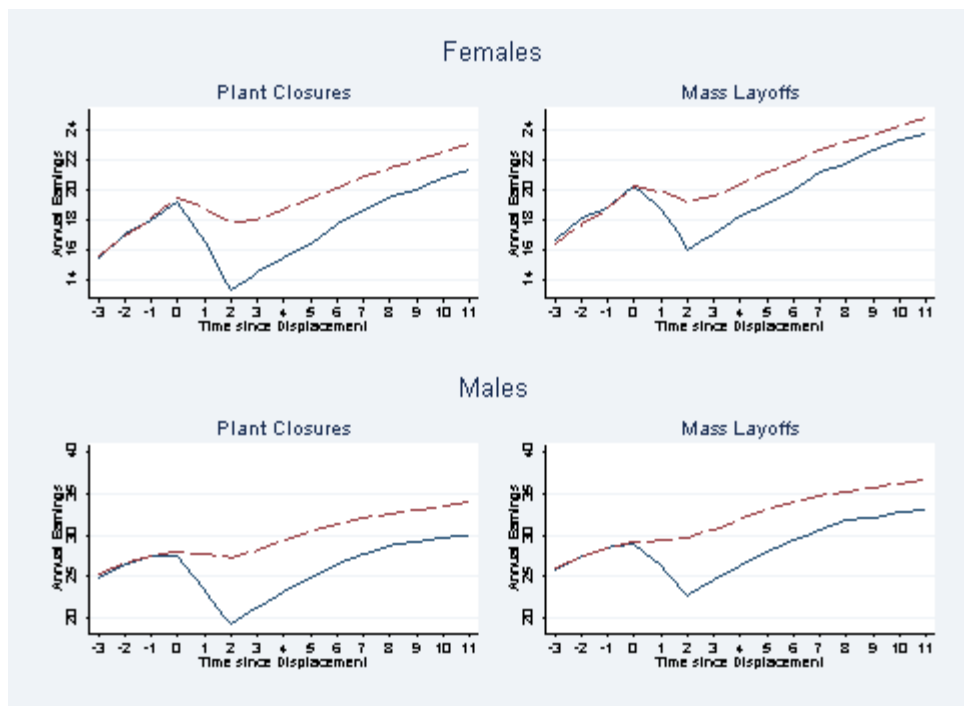 Females
Plant Closures
Mass Layoffs
Annual Earnings
24
22
20
18
16
14
-3 -2 -1 0 1 2 3 4 5 6 7 8 9 10 11
Time since Displacement
Annual Earnings
24
22
20
18
16
14
-3 -2 -1 0 1 2 3 4 5 6 7 8 9 10 11
Time since Displacement
Males
Plant Closures
Mass Layoffs
Annual Earnings
40
35
30
25
20
-3 -2 -1 0 1 2 3 4 5 6 7 8 9 10 11
Time since Displacement
Annual Earnings
40
35
30
25
20
-3 -2 -1 0 1 2 3 4 5 6 7 8 9 10 11
Time since Displacement